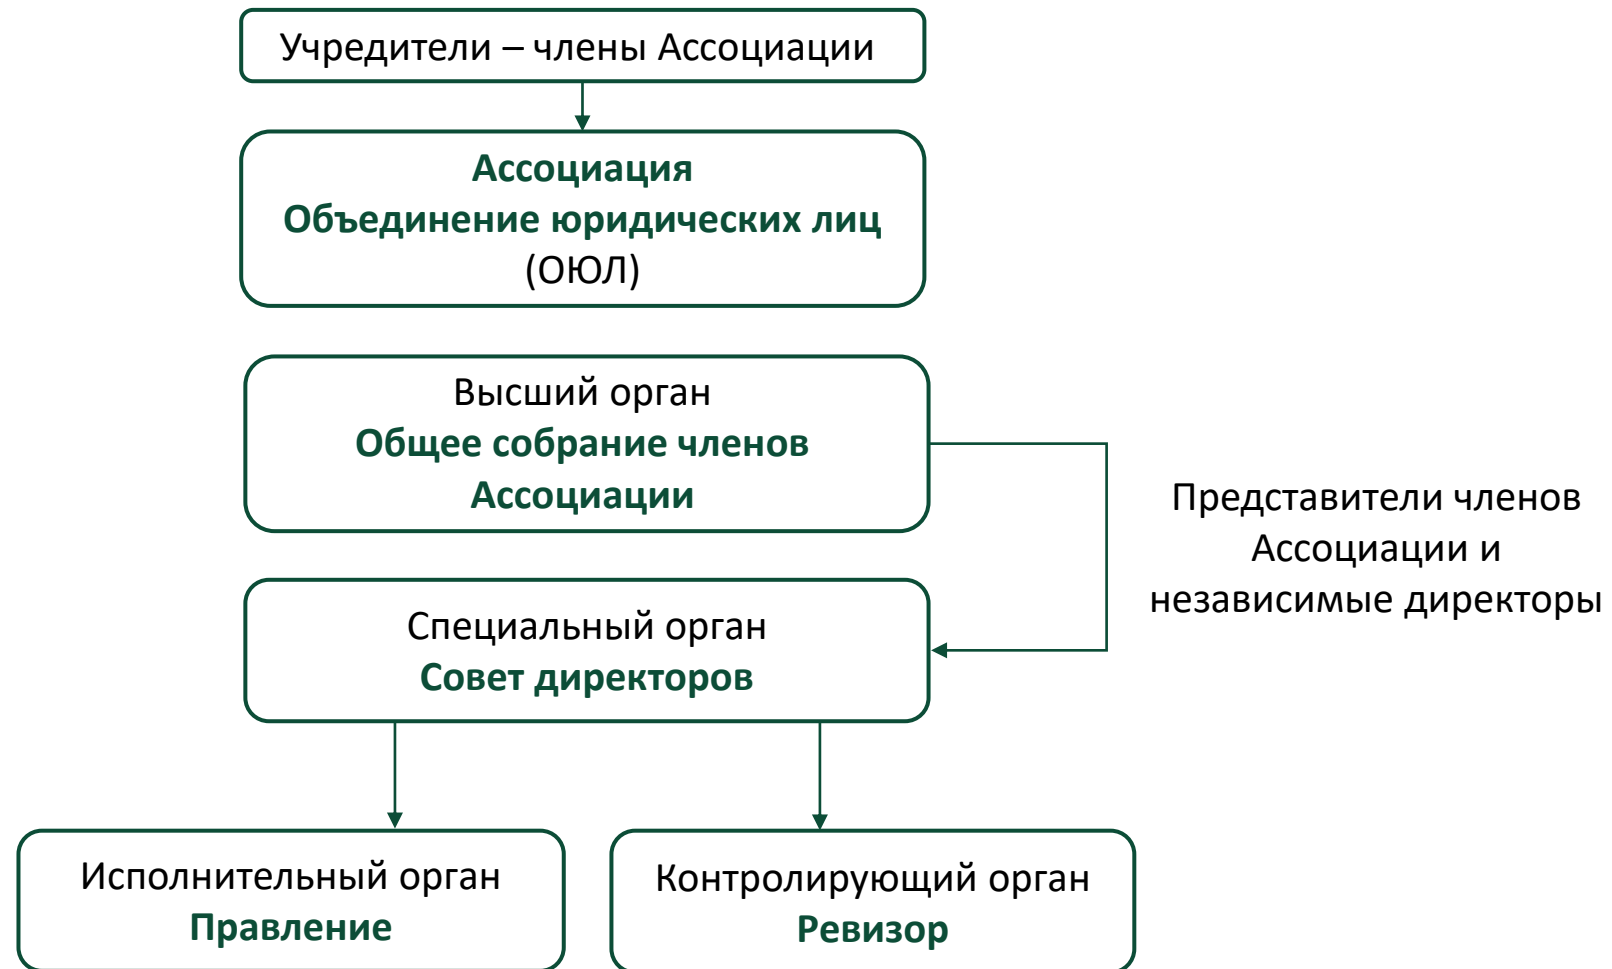 Учредители – члены Ассоциации
Ассоциация
Объединение юридических лиц
(ОЮЛ)
Высший орган
Общее собрание членов
Ассоциации
Представители членов
Ассоциации и
независимые директоры
Специальный орган
Совет директоров
Исполнительный орган
Правление
Контролирующий орган
Ревизор